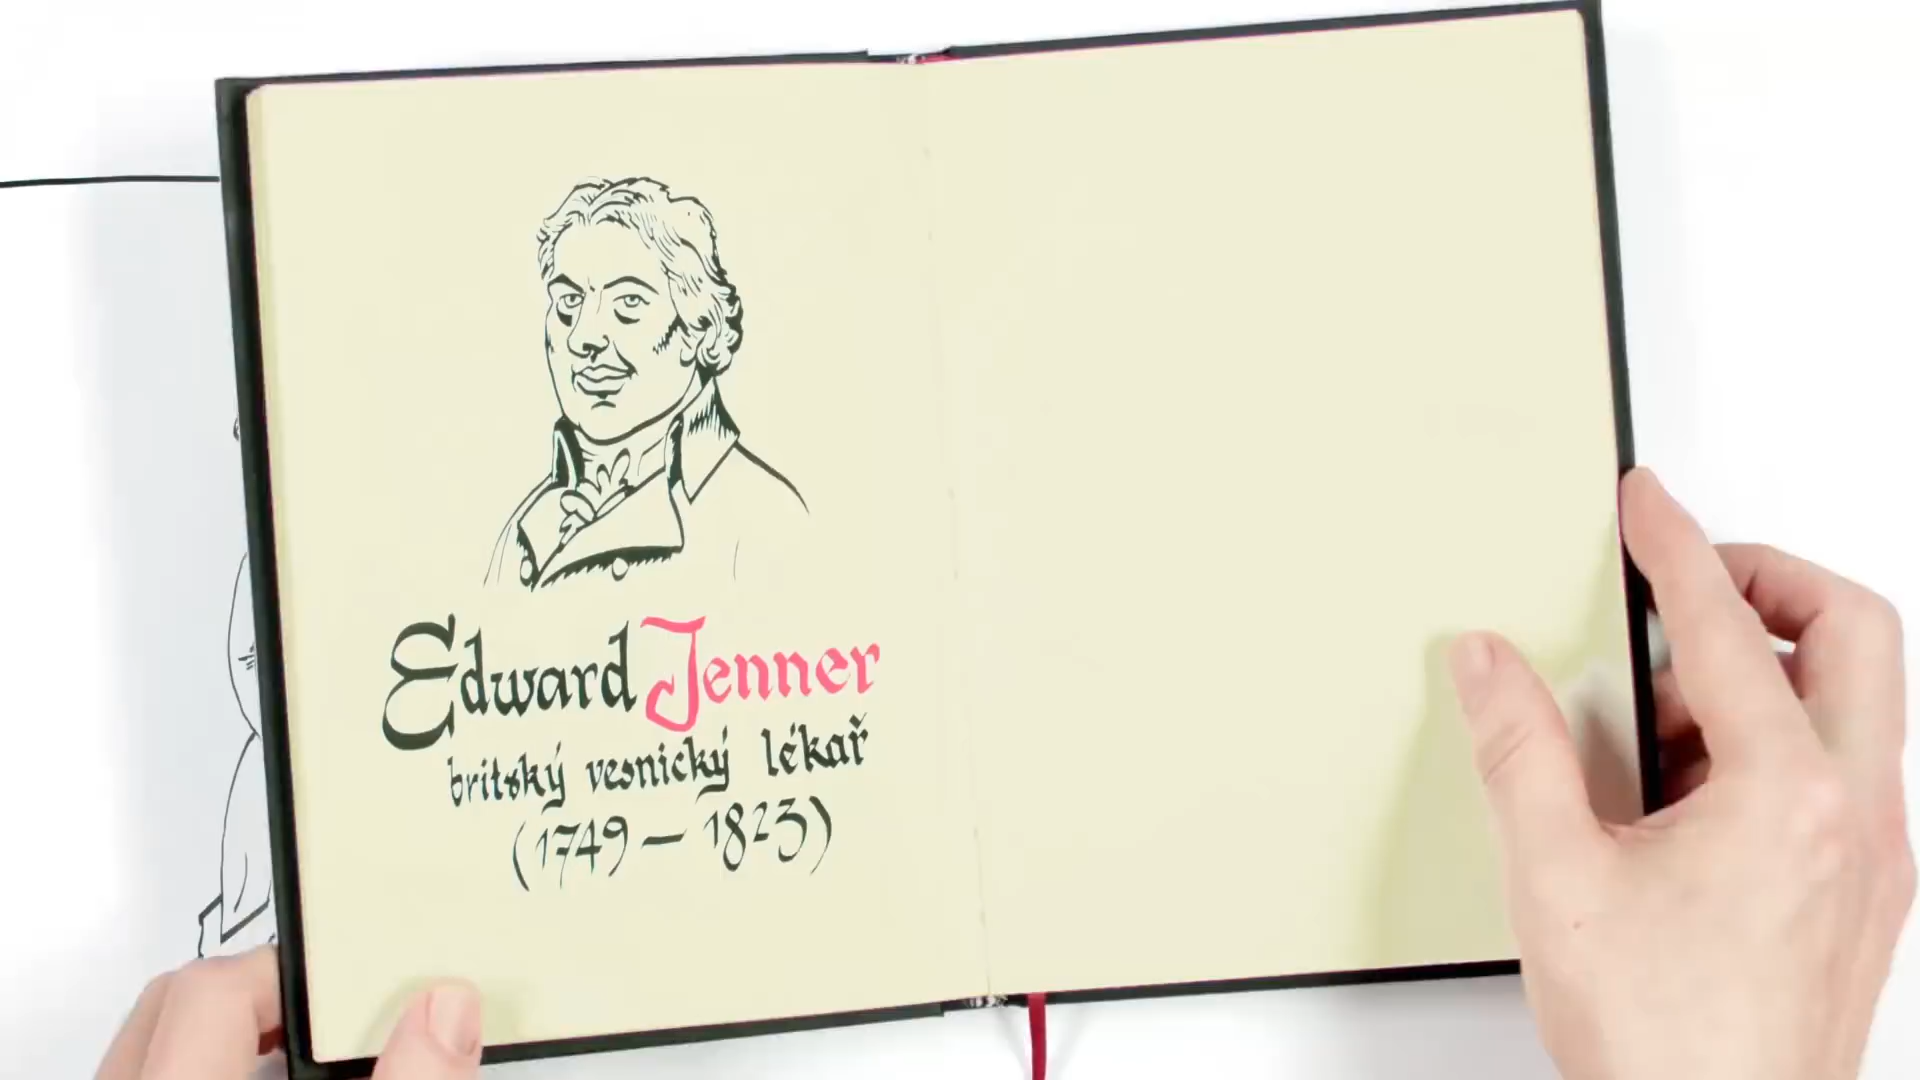 Edward Jenner
britský vesnický lékař
(1749 – 1823)